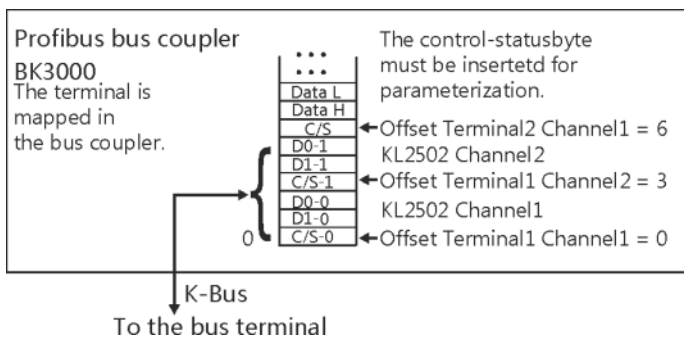 Profibus bus coupler
BK3000
The terminal is
mapped in
the bus coupler.
The control-statusbyte
must be insertetd for
parameterization.
...
...
Data L
Data H
C/S
Offset Terminal2 Channel1 = 6
D0-1
KL2502 Channel2
D1-1
C/S-1
Offset Terminal1 Channel2 = 3
D0-0
KL2502 Channel1
D1-0
0
C/S-0
Offset Terminal1 Channel1 = 0
K-Bus
To the bus terminal